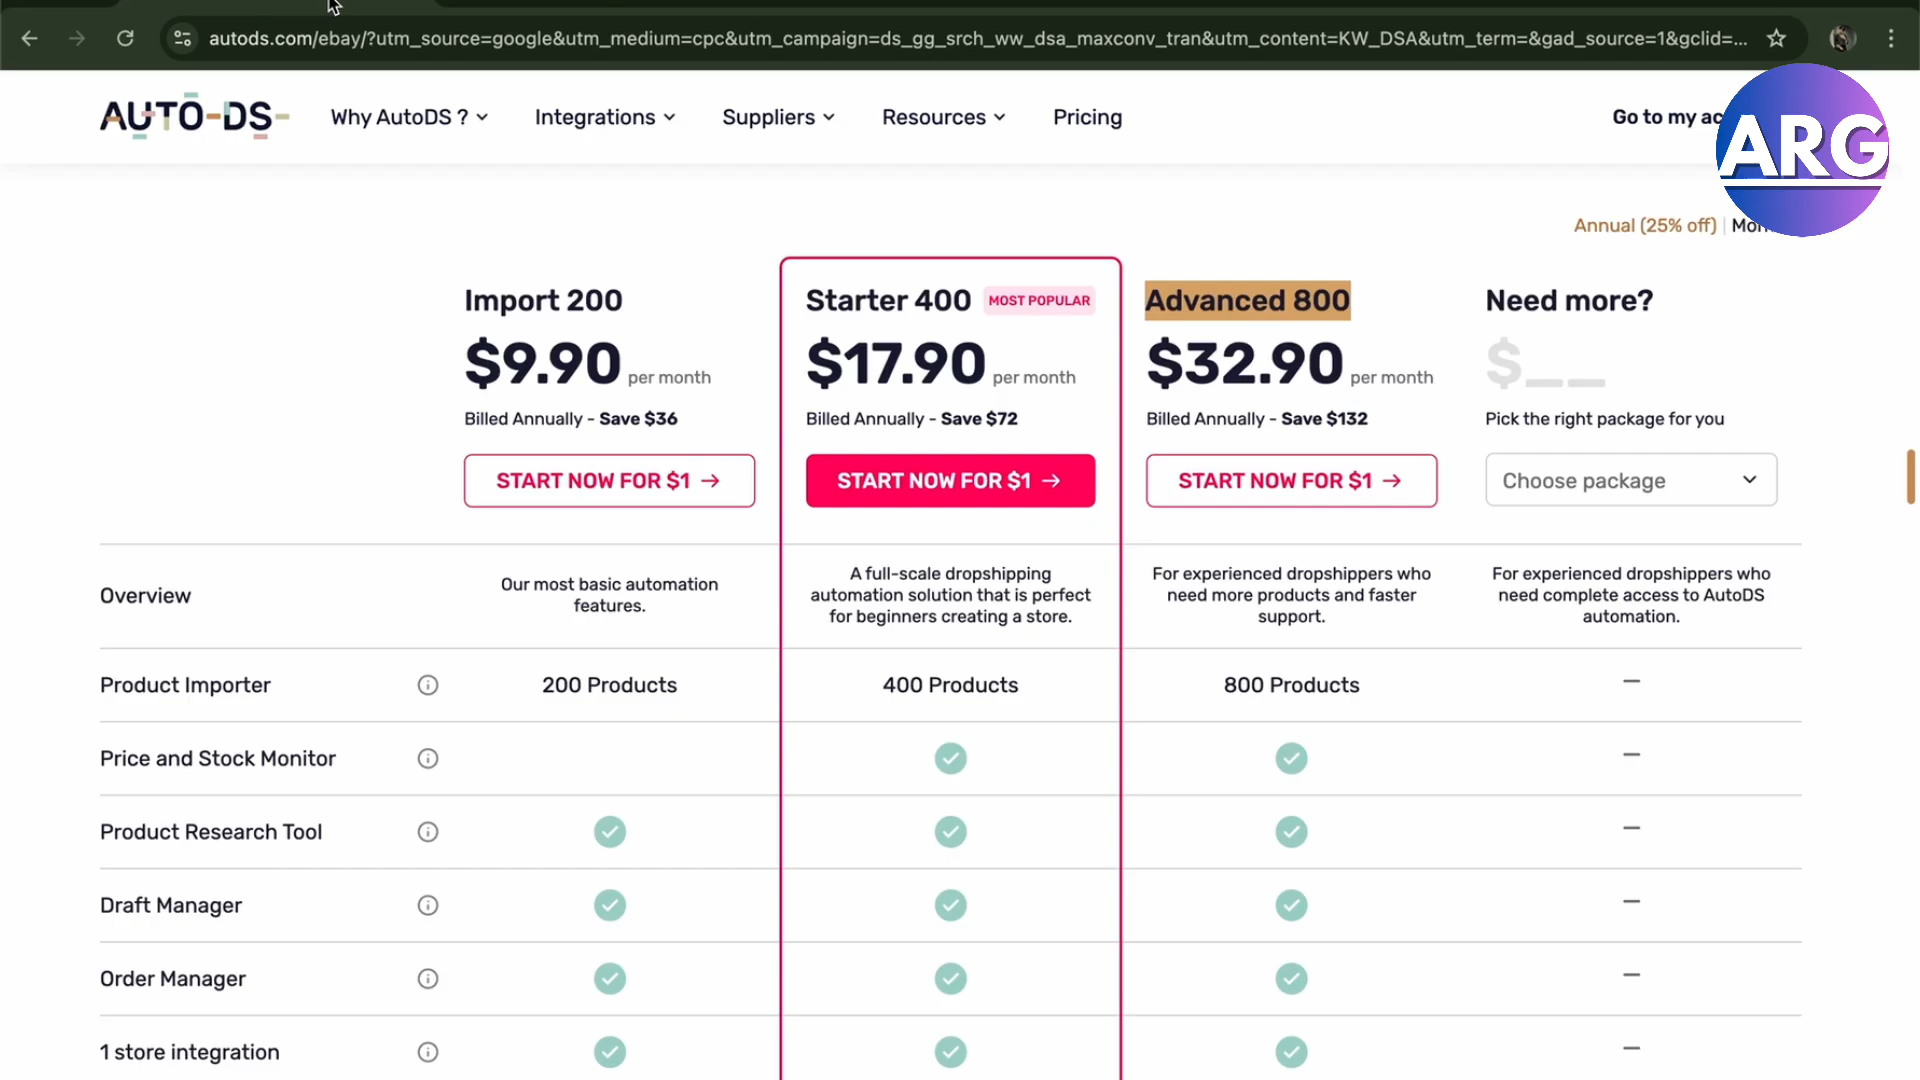 autods.com/ebay/?utm_source=google&utm_medium=cpc&utm_campaign=ds_gg_srch_ww_dsa_maxconv_tran&utm_content=KW_DSA&utm_term=&gad_source=1&gclid=...
AUTO-DS
Why AutoDS ?
Integrations
Suppliers
Resources
Pricing
Go to my ac
ARG
Annual (25% off) | Mon
Import 200
$9.90 per month
Billed Annually - Save $36
START NOW FOR $1 →
Starter 400 MOST POPULAR
$17.90 per month
Billed Annually - Save $72
START NOW FOR $1 →
Advanced 800
$32.90 per month
Billed Annually - Save $132
START NOW FOR $1 →
Need more?
$__
Pick the right package for you
Choose package
Overview
Our most basic automation
features.
A full-scale dropshipping
automation solution that is perfect
for beginners creating a store.
For experienced dropshippers who
need more products and faster
support.
For experienced dropshippers who
need complete access to AutoDS
automation.
Product Importer
200 Products
400 Products
800 Products
—
Price and Stock Monitor
—
Product Research Tool
—
Draft Manager
—
Order Manager
—
1 store integration
—